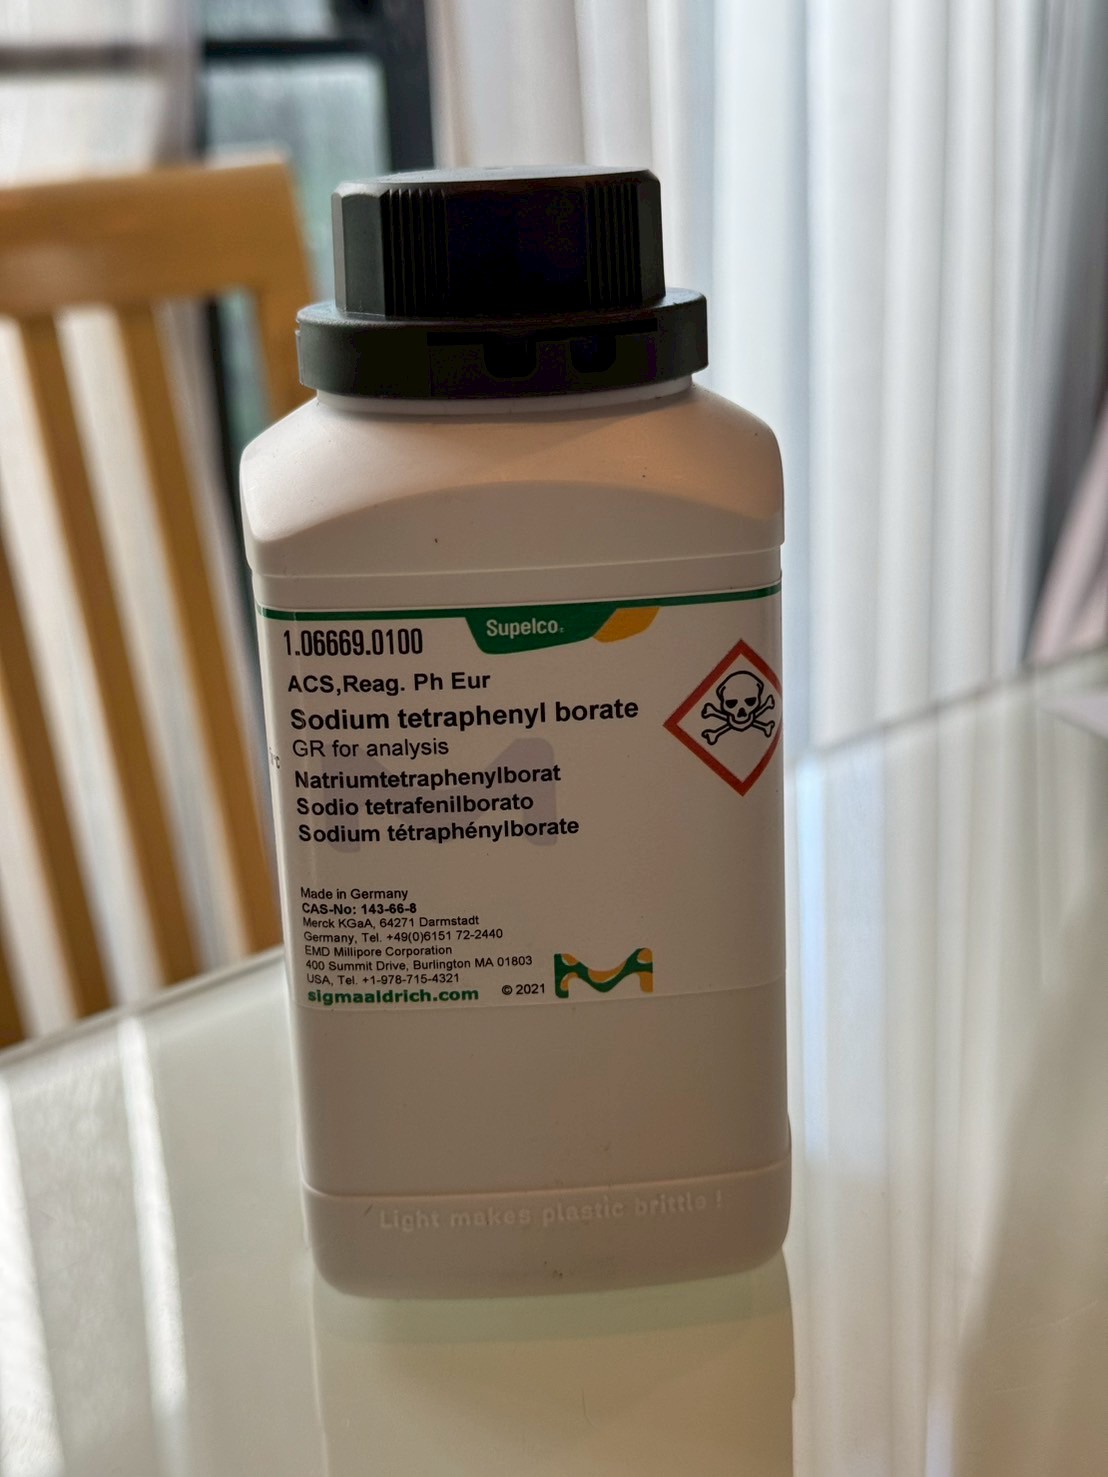 Supelco®
1.06669.0100
ACS,Reag. Ph Eur
Sodium tetraphenyl borate
GR for analysis
Natriumtetraphenylborat
Sodio tetrafenilborato
Sodium tétraphénylborate
Made in Germany
CAS-No: 143-66-8
Merck KGaA, 64271 Darmstadt
Germany, Tel. +49(0)6151 72-2440
EMD Millipore Corporation
400 Summit Drive, Burlington MA 01803
USA, Tel. +1-978-715-4321
sigmaaldrich.com © 2021
Light makes plastic brittle !